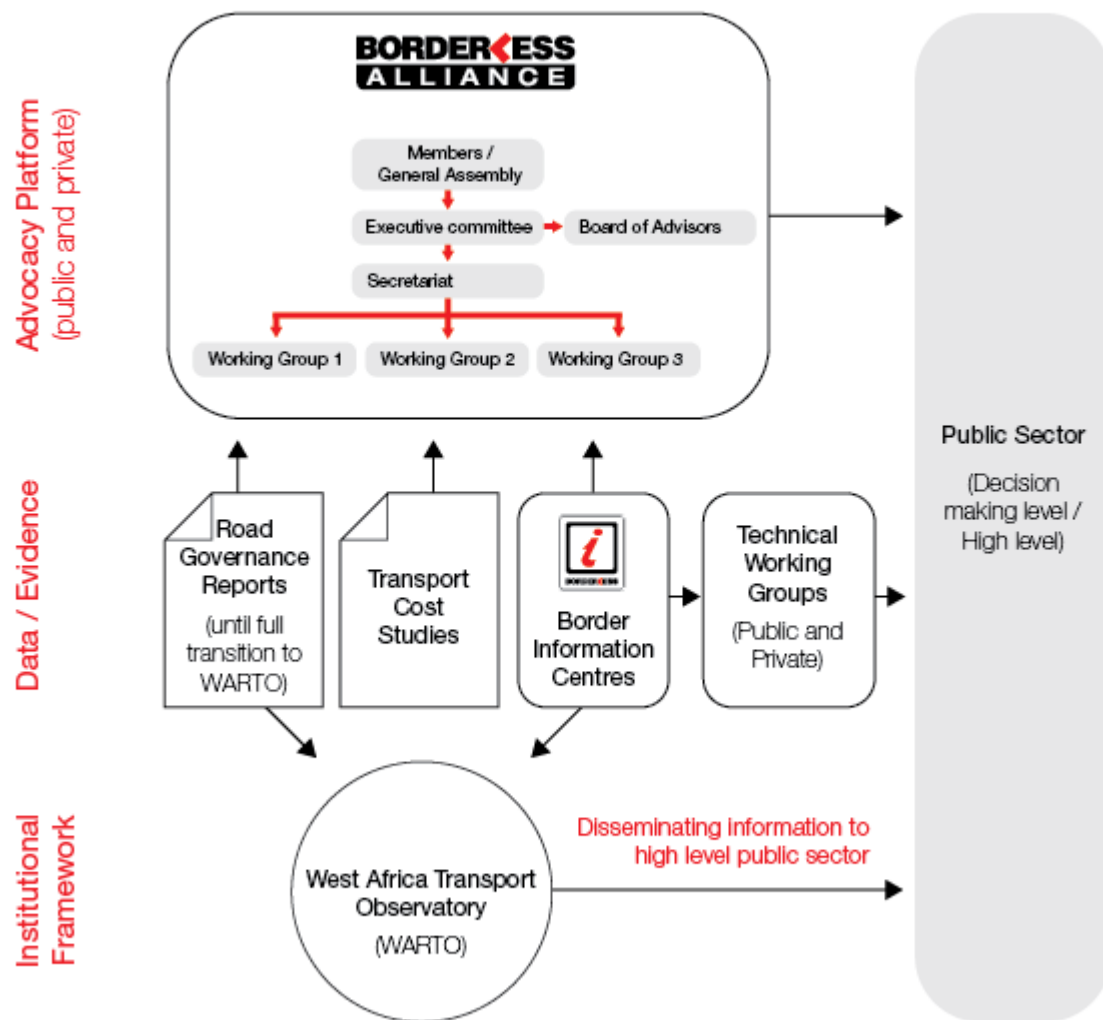 BORDERLESS
ALLIANCE
Advocacy Platform
(public and private)
Members /
General Assembly
Executive committee
Board of Advisors
Secretariat
Working Group 1
Working Group 2
Working Group 3
Data / Evidence
Road
Governance
Reports
(until full
transition to
WARTO)
Transport
Cost
Studies
i
BORDERLESS
Border
Information
Centres
Technical
Working
Groups
(Public and
Private)
Public Sector
(Decision
making level /
High level)
Institutional
Framework
West Africa Transport
Observatory
(WARTO)
Disseminating information to
high level public sector